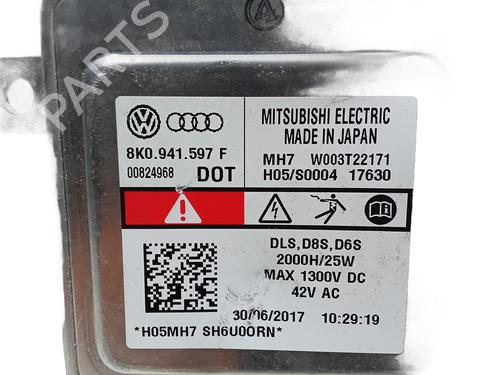 4
PARTS
8K0.941.597 F
00824968 DOT
MITSUBISHI ELECTRIC
MADE IN JAPAN
MH7 W003T22171
H05/S0004 17630
DLS,D8S,D6S
2000H/25W
MAX 1300V DC
42V AC
30/06/2017 10:29:19
*H05MH7 SH6U00RN*